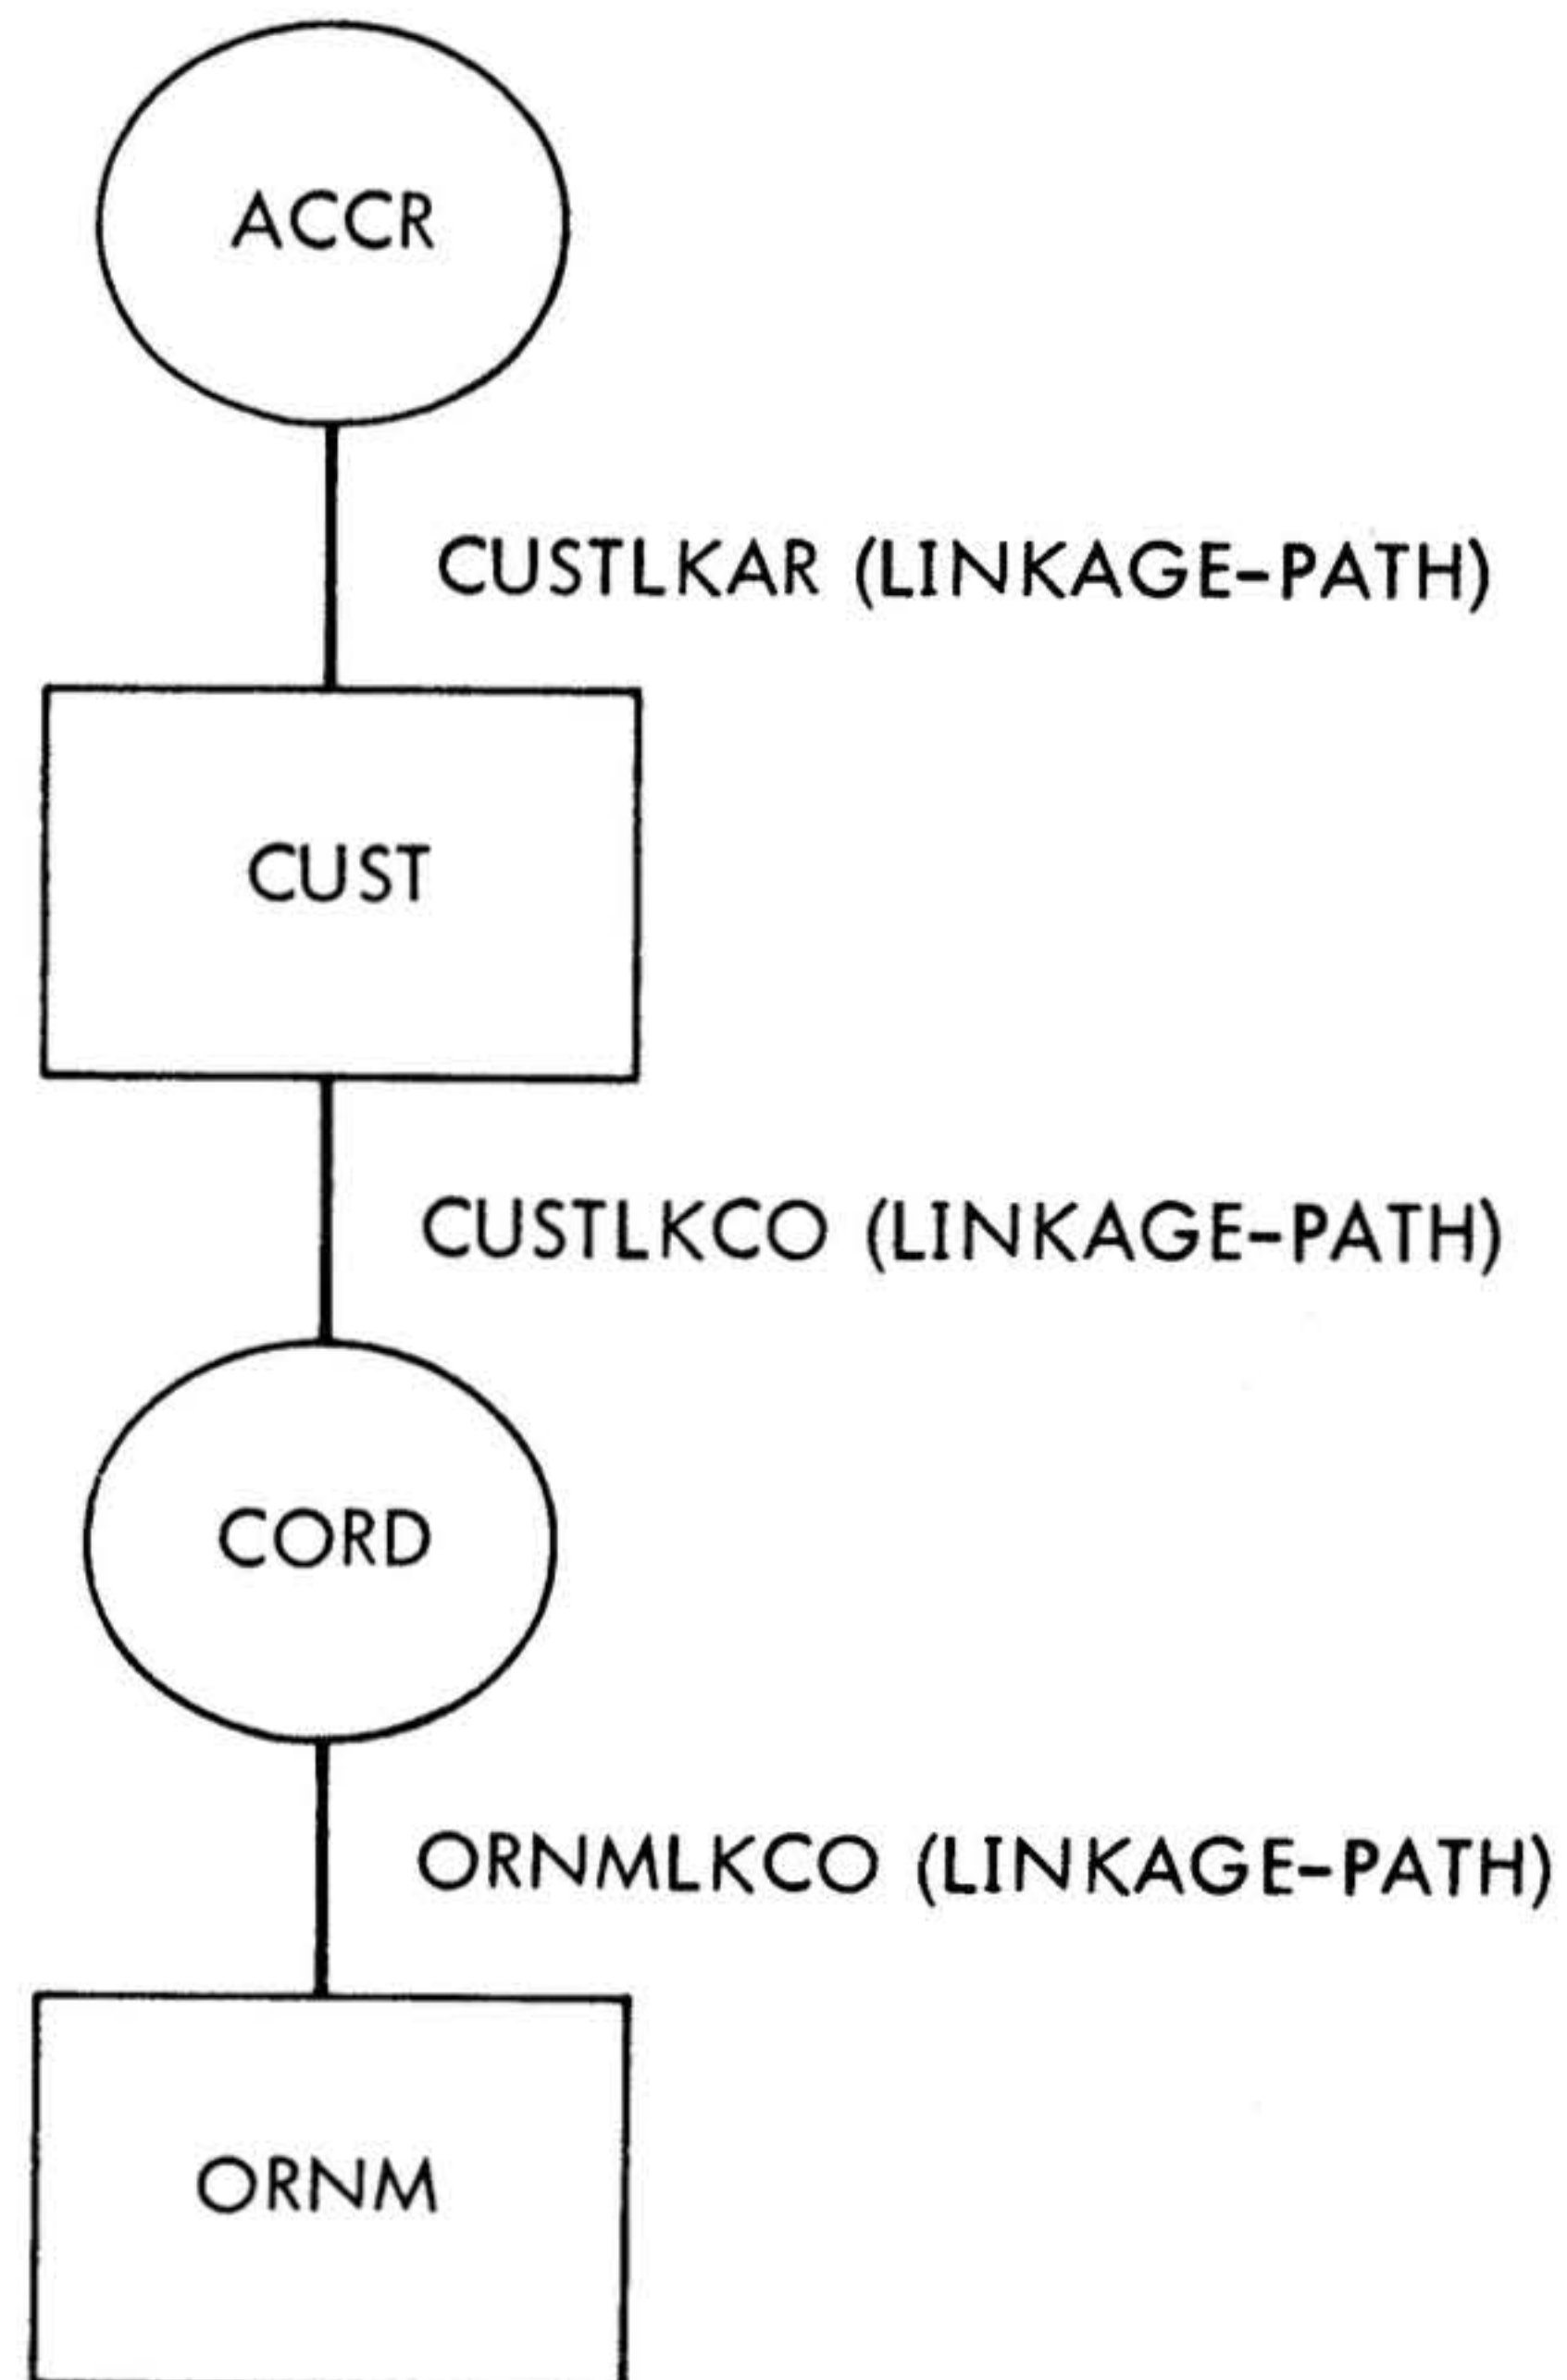 ACCR
CUSTLKAR (LINKAGE-PATH)
CUST
CUSTLKCO (LINKAGE-PATH)
CORD
ORNMLKCO (LINKAGE-PATH)
ORNM